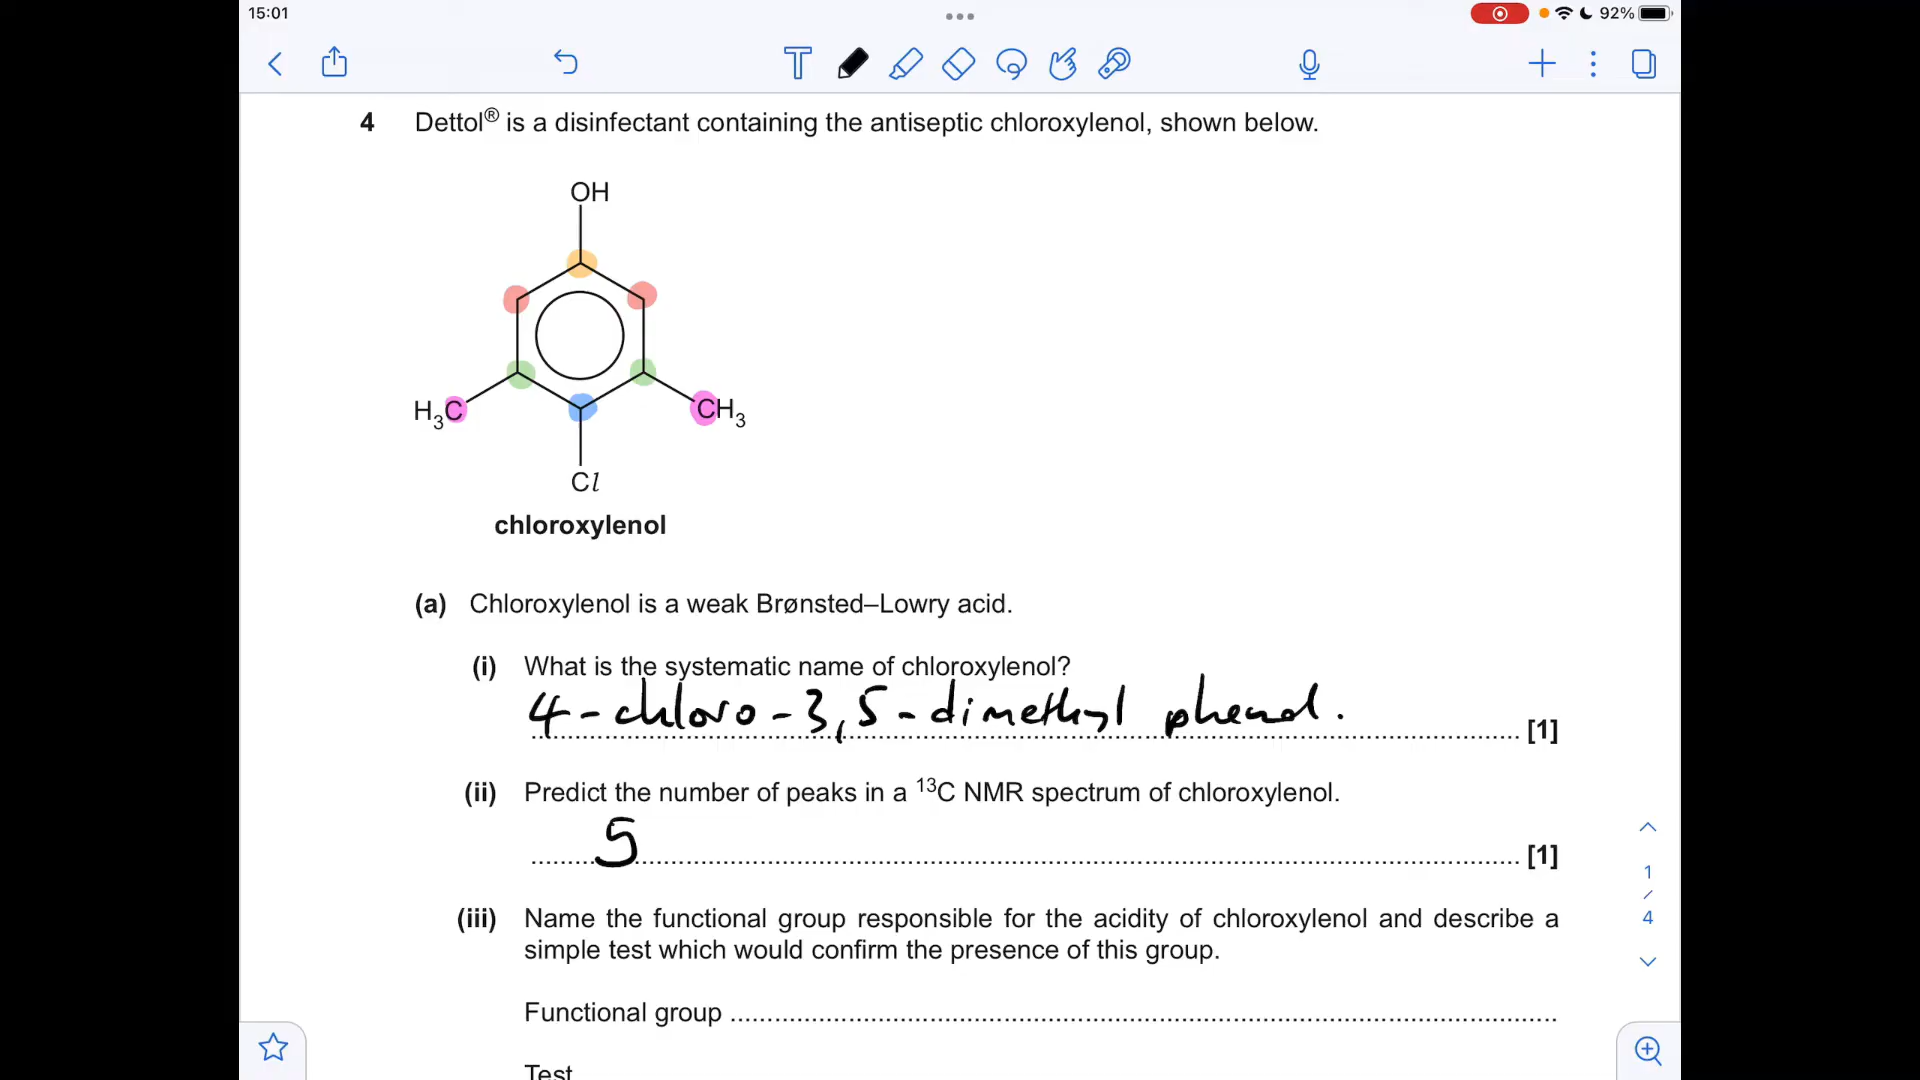 15:01
92%
4 Dettol® is a disinfectant containing the antiseptic chloroxylenol, shown below.
OH
H3C
CH3
Cl
chloroxylenol
(a) Chloroxylenol is a weak Brønsted–Lowry acid.
(i) What is the systematic name of chloroxylenol?
4-chloro-3,5-dimethyl phenol.
[1]
(ii) Predict the number of peaks in a 13C NMR spectrum of chloroxylenol.
5
[1]
(iii) Name the functional group responsible for the acidity of chloroxylenol and describe a
simple test which would confirm the presence of this group.
Functional group
Test
1
/
4